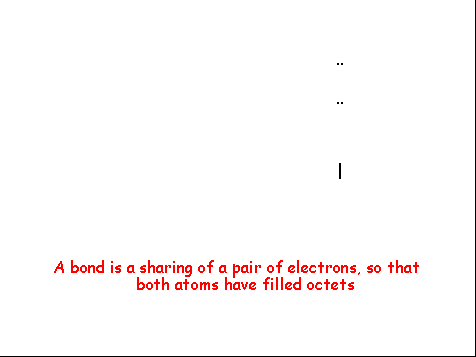 A bond is a sharing of a pair of electrons, so that
both atoms have filled octets